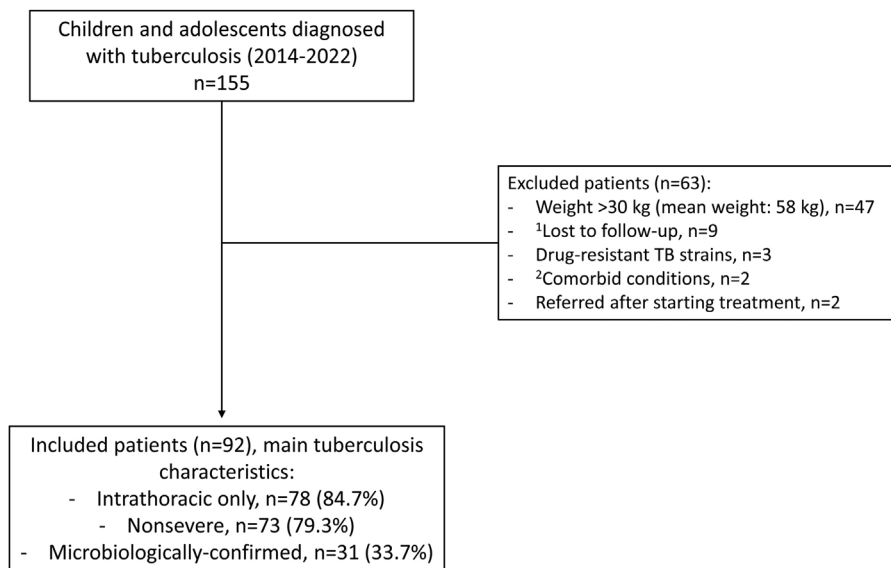 Children and adolescents diagnosed
with tuberculosis (2014-2022)
n=155
Excluded patients (n=63):
- Weight >30 kg (mean weight: 58 kg), n=47
- ¹Lost to follow-up, n=9
- Drug-resistant TB strains, n=3
- ²Comorbid conditions, n=2
- Referred after starting treatment, n=2
Included patients (n=92), main tuberculosis
characteristics:
- Intrathoracic only, n=78 (84.7%)
- Nonsevere, n=73 (79.3%)
- Microbiologically-confirmed, n=31 (33.7%)